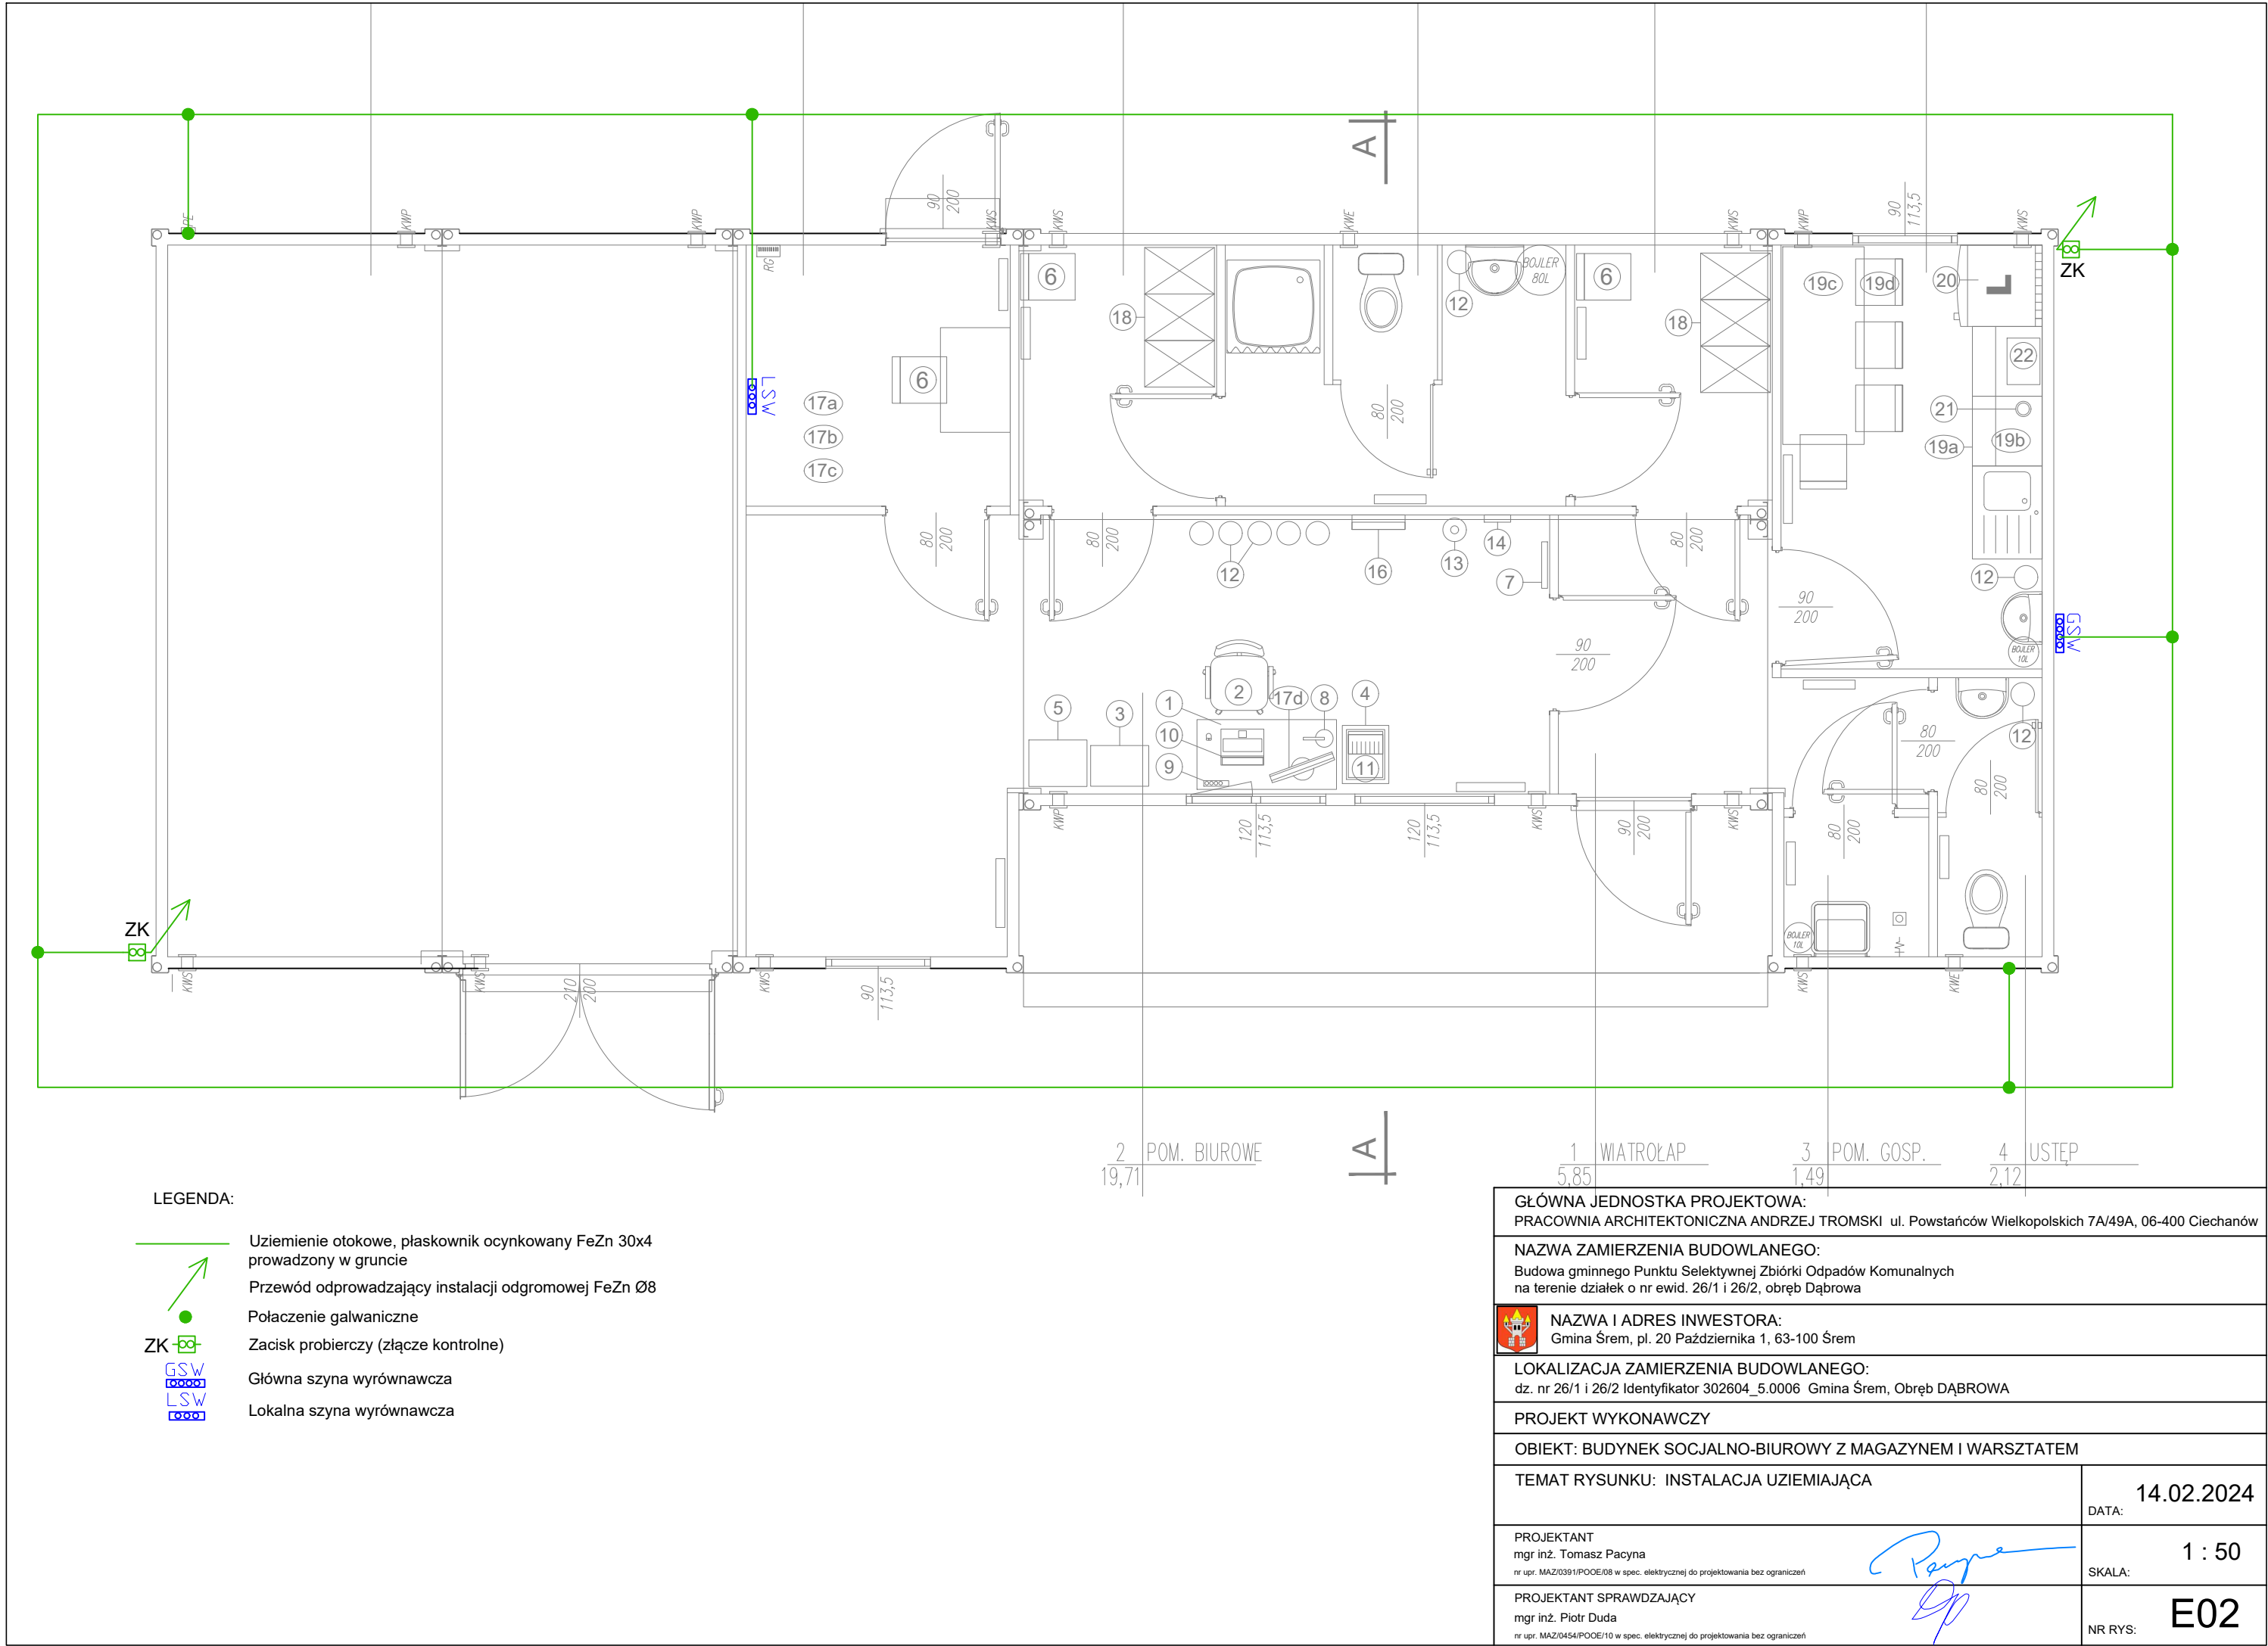 A
90
200
90
113,5
PE
KWP
KWP
KWS
KWS
KWE
KWS
KWP
KWS
ZK
RG
6
18
BOJLER
80L
12
6
18
19c
19d
20
22
21
19a
19b
LSW
17a
17b
17c
6
80
200
80
200
80
200
80
200
12
16
13
14
7
12
90
200
90
200
BOJLER
10L
GSW
5
3
1
2
17d
8
4
10
9
11
12
80
200
80
200
80
200
KWP
120
113,5
120
113,5
KWS
90
200
KWS
BOJLER
10L
ZK
KWS
KWS
210
200
KWS
90
113,5
KWS
KWE
A
2 POM. BIUROWE
19,71
1 WIATROŁAP
5,85
3 POM. GOSP.
1,49
4 USTĘP
2,12
LEGENDA:
Uziemienie otokowe, płaskownik ocynkowany FeZn 30x4
prowadzony w gruncie
Przewód odprowadzający instalacji odgromowej FeZn Ø8
Połaczenie galwaniczne
ZK Zacisk probierczy (złącze kontrolne)
GSW
Główna szyna wyrównawcza
LSW
Lokalna szyna wyrównawcza
GŁÓWNA JEDNOSTKA PROJEKTOWA:
PRACOWNIA ARCHITEKTONICZNA ANDRZEJ TROMSKI ul. Powstańców Wielkopolskich 7A/49A, 06-400 Ciechanów
NAZWA ZAMIERZENIA BUDOWLANEGO:
Budowa gminnego Punktu Selektywnej Zbiórki Odpadów Komunalnych
na terenie działek o nr ewid. 26/1 i 26/2, obręb Dąbrowa
NAZWA I ADRES INWESTORA:
Gmina Śrem, pl. 20 Października 1, 63-100 Śrem
LOKALIZACJA ZAMIERZENIA BUDOWLANEGO:
dz. nr 26/1 i 26/2 Identyfikator 302604_5.0006 Gmina Śrem, Obręb DĄBROWA
PROJEKT WYKONAWCZY
OBIEKT: BUDYNEK SOCJALNO-BIUROWY Z MAGAZYNEM I WARSZTATEM
TEMAT RYSUNKU: INSTALACJA UZIEMIAJĄCA
DATA: 14.02.2024
PROJEKTANT
mgr inż. Tomasz Pacyna
nr upr. MAZ/0391/POOE/08 w spec. elektrycznej do projektowania bez ograniczeń
SKALA: 1 : 50
PROJEKTANT SPRAWDZAJĄCY
mgr inż. Piotr Duda
nr upr. MAZ/0454/POOE/10 w spec. elektrycznej do projektowania bez ograniczeń
NR RYS: E02